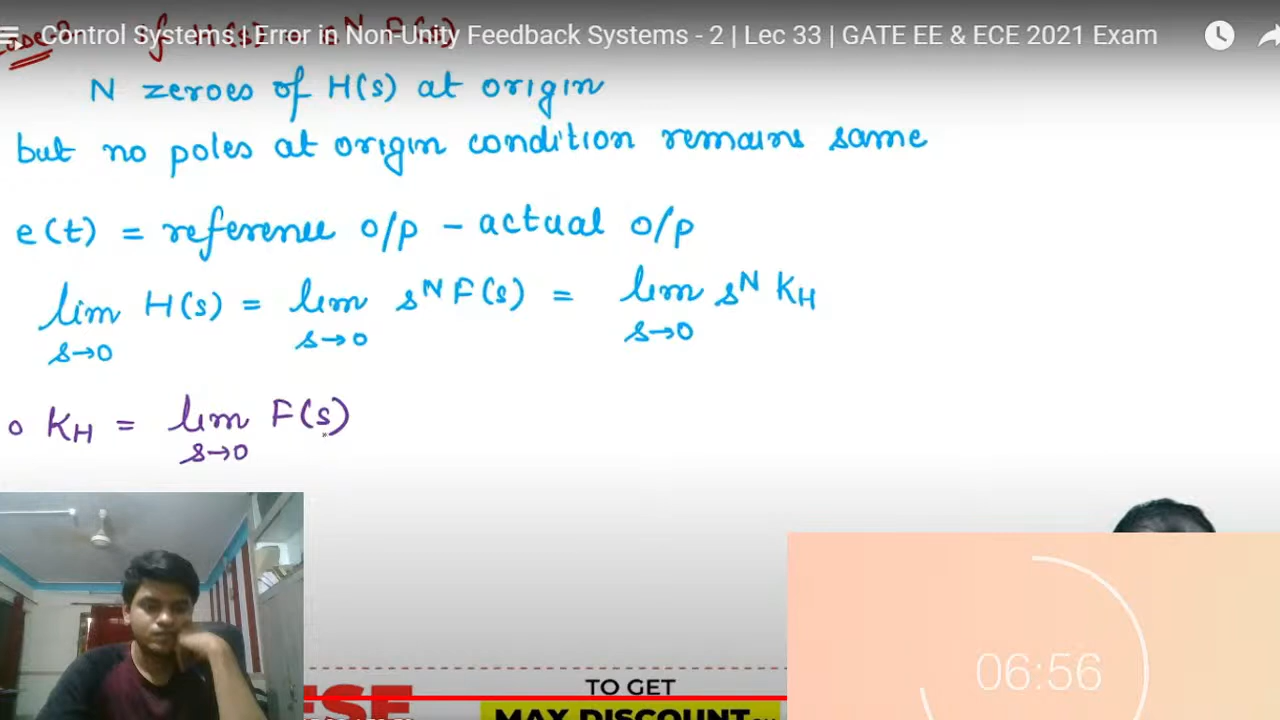 Control Systems | Error in Non-Unity Feedback Systems - 2 | Lec 33 | GATE EE & ECE 2021 Exam
N zeroes of H(s) at origin
but no poles at origin condition remains same
e(t) = reference o/p - actual o/p
lim s→0 H(s) = lim s→0 s^N F(s) = lim s→0 s^N K_H
K_H = lim s→0 F(s)
TO GET
MAX DISCOUNT
06:56